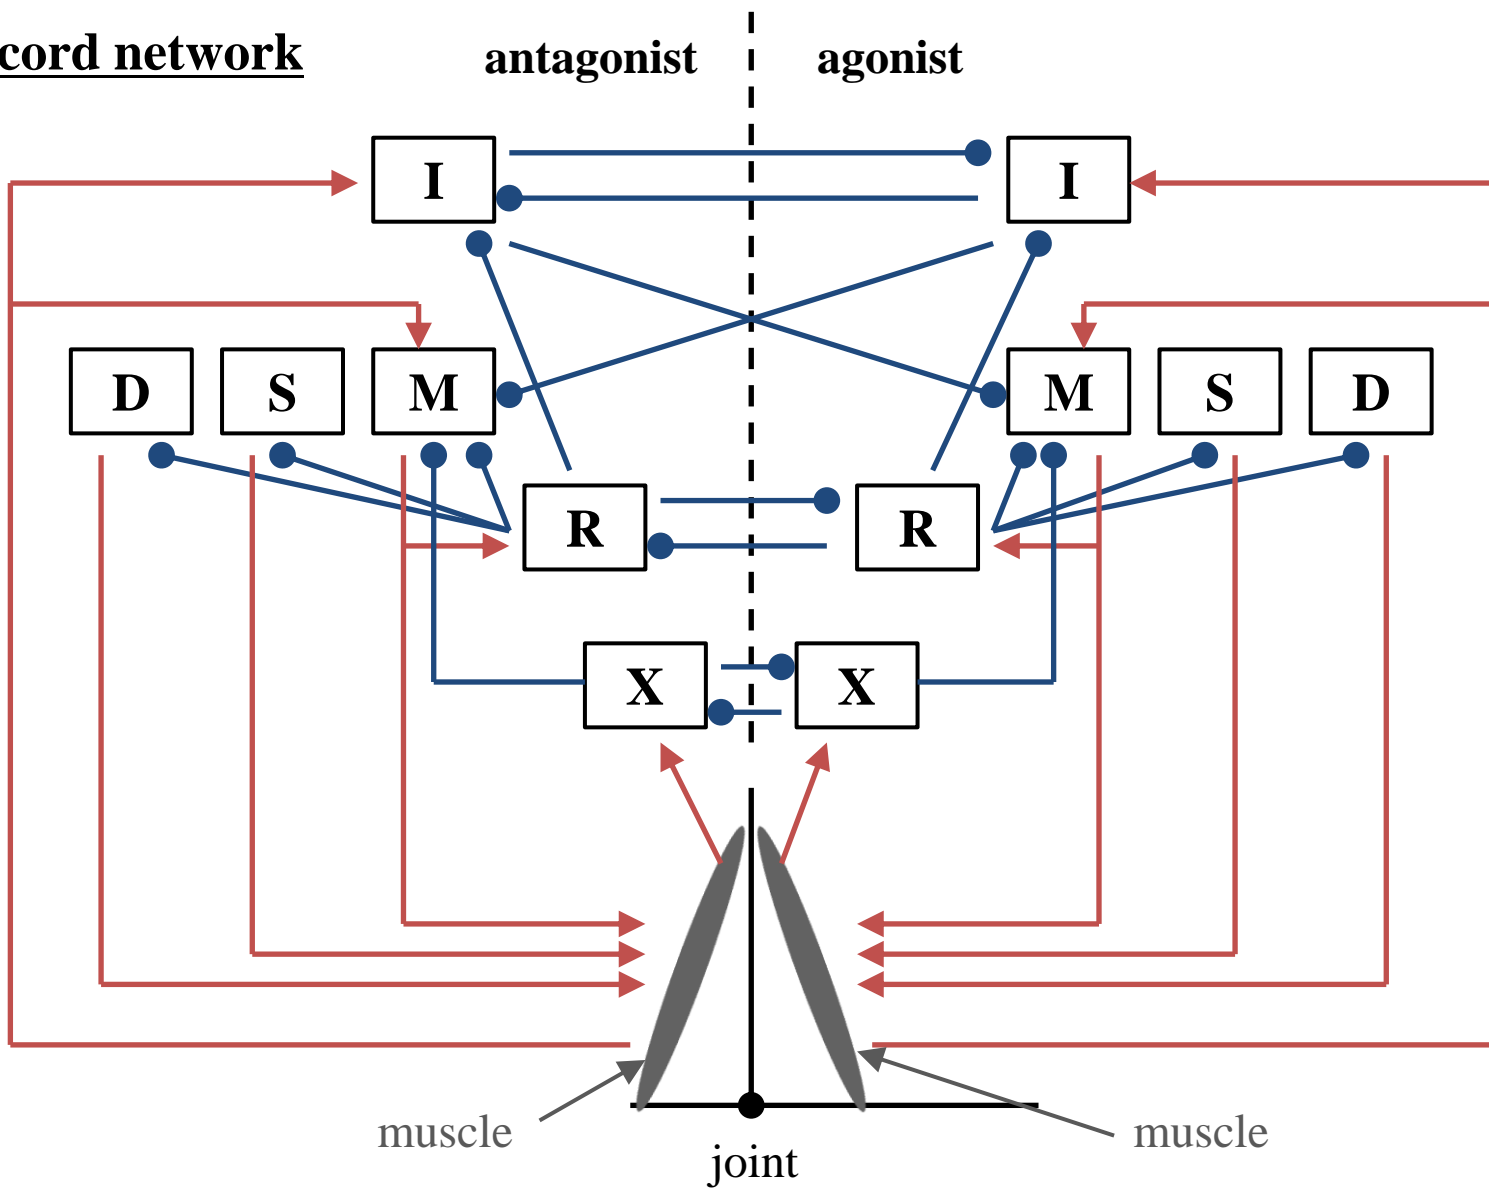 cord network
antagonist agonist
I I
D S M M S D
R R
X X
muscle muscle
joint